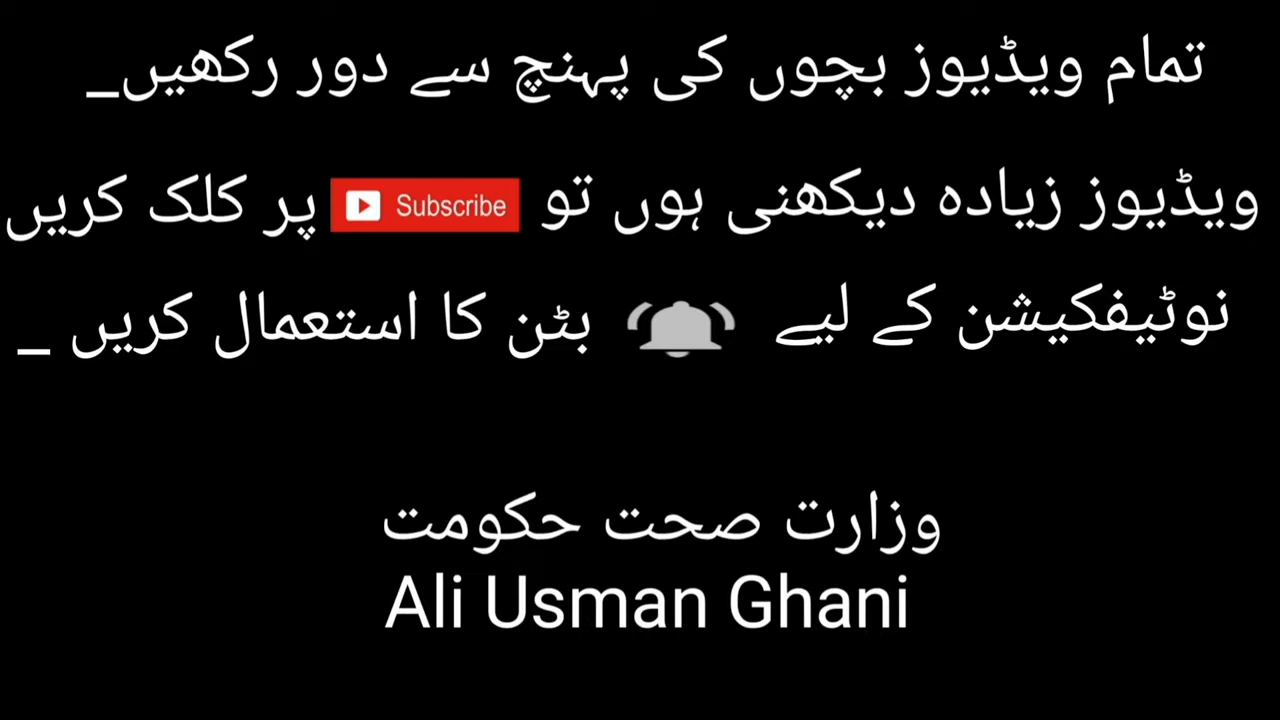 تمام ویڈیوز بچوں کی پہنچ سے دور رکھیں_
ویڈیوز زیادہ دیکھنی ہوں تو Subscribe پر کلک کریں
نوٹیفکیشن کے لیے بٹن کا استعمال کریں _
وزارت صحت حکومت
Ali Usman Ghani